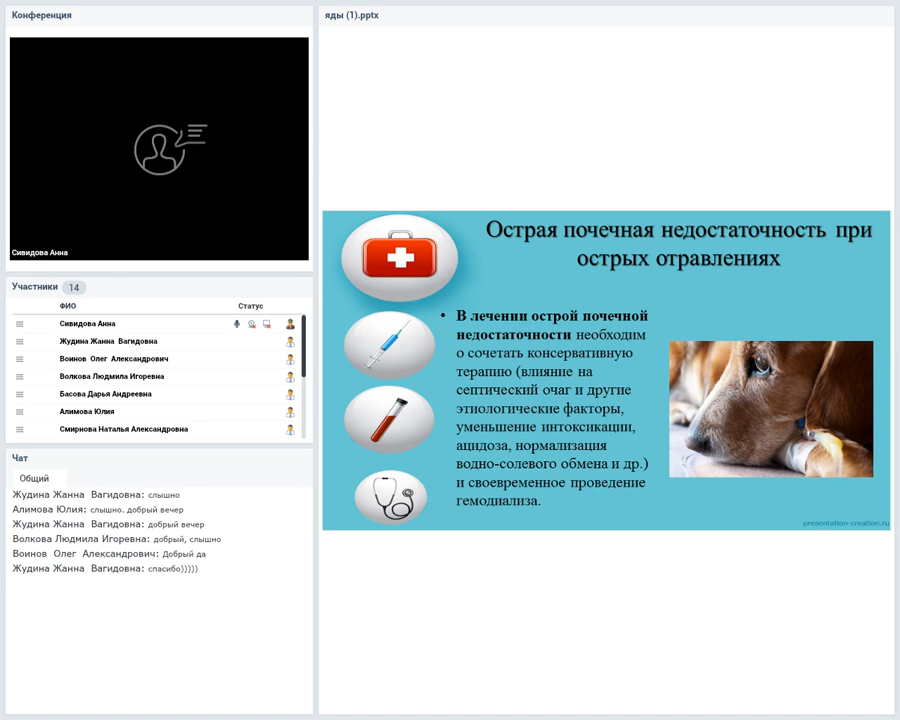 Конференция
Сивидова Анна
Участники 14
ФИО Статус
Сивидова Анна
Жудина Жанна Вагидовна
Воинов Олег Александрович
Волкова Людмила Игоревна
Басова Дарья Андреевна
Алимова Юлия
Смирнова Наталья Александровна
Чат
Общий
Жудина Жанна Вагидовна: слышно
Алимова Юлия: слышно. добрый вечер
Жудина Жанна Вагидовна: добрый вечер
Волкова Людмила Игоревна: добрый, слышно
Воинов Олег Александрович: Добрый да
Жудина Жанна Вагидовна: спасибо)))))
яды (1).pptx
Острая почечная недостаточность при
острых отравлениях
• В лечении острой почечной
недостаточности необходим
о сочетать консервативную
терапию (влияние на
септический очаг и другие
этиологические факторы,
уменьшение интоксикации,
ацидоза, нормализация
водно-солевого обмена и др.)
и своевременное проведение
гемодиализа.
presentation-creation.ru